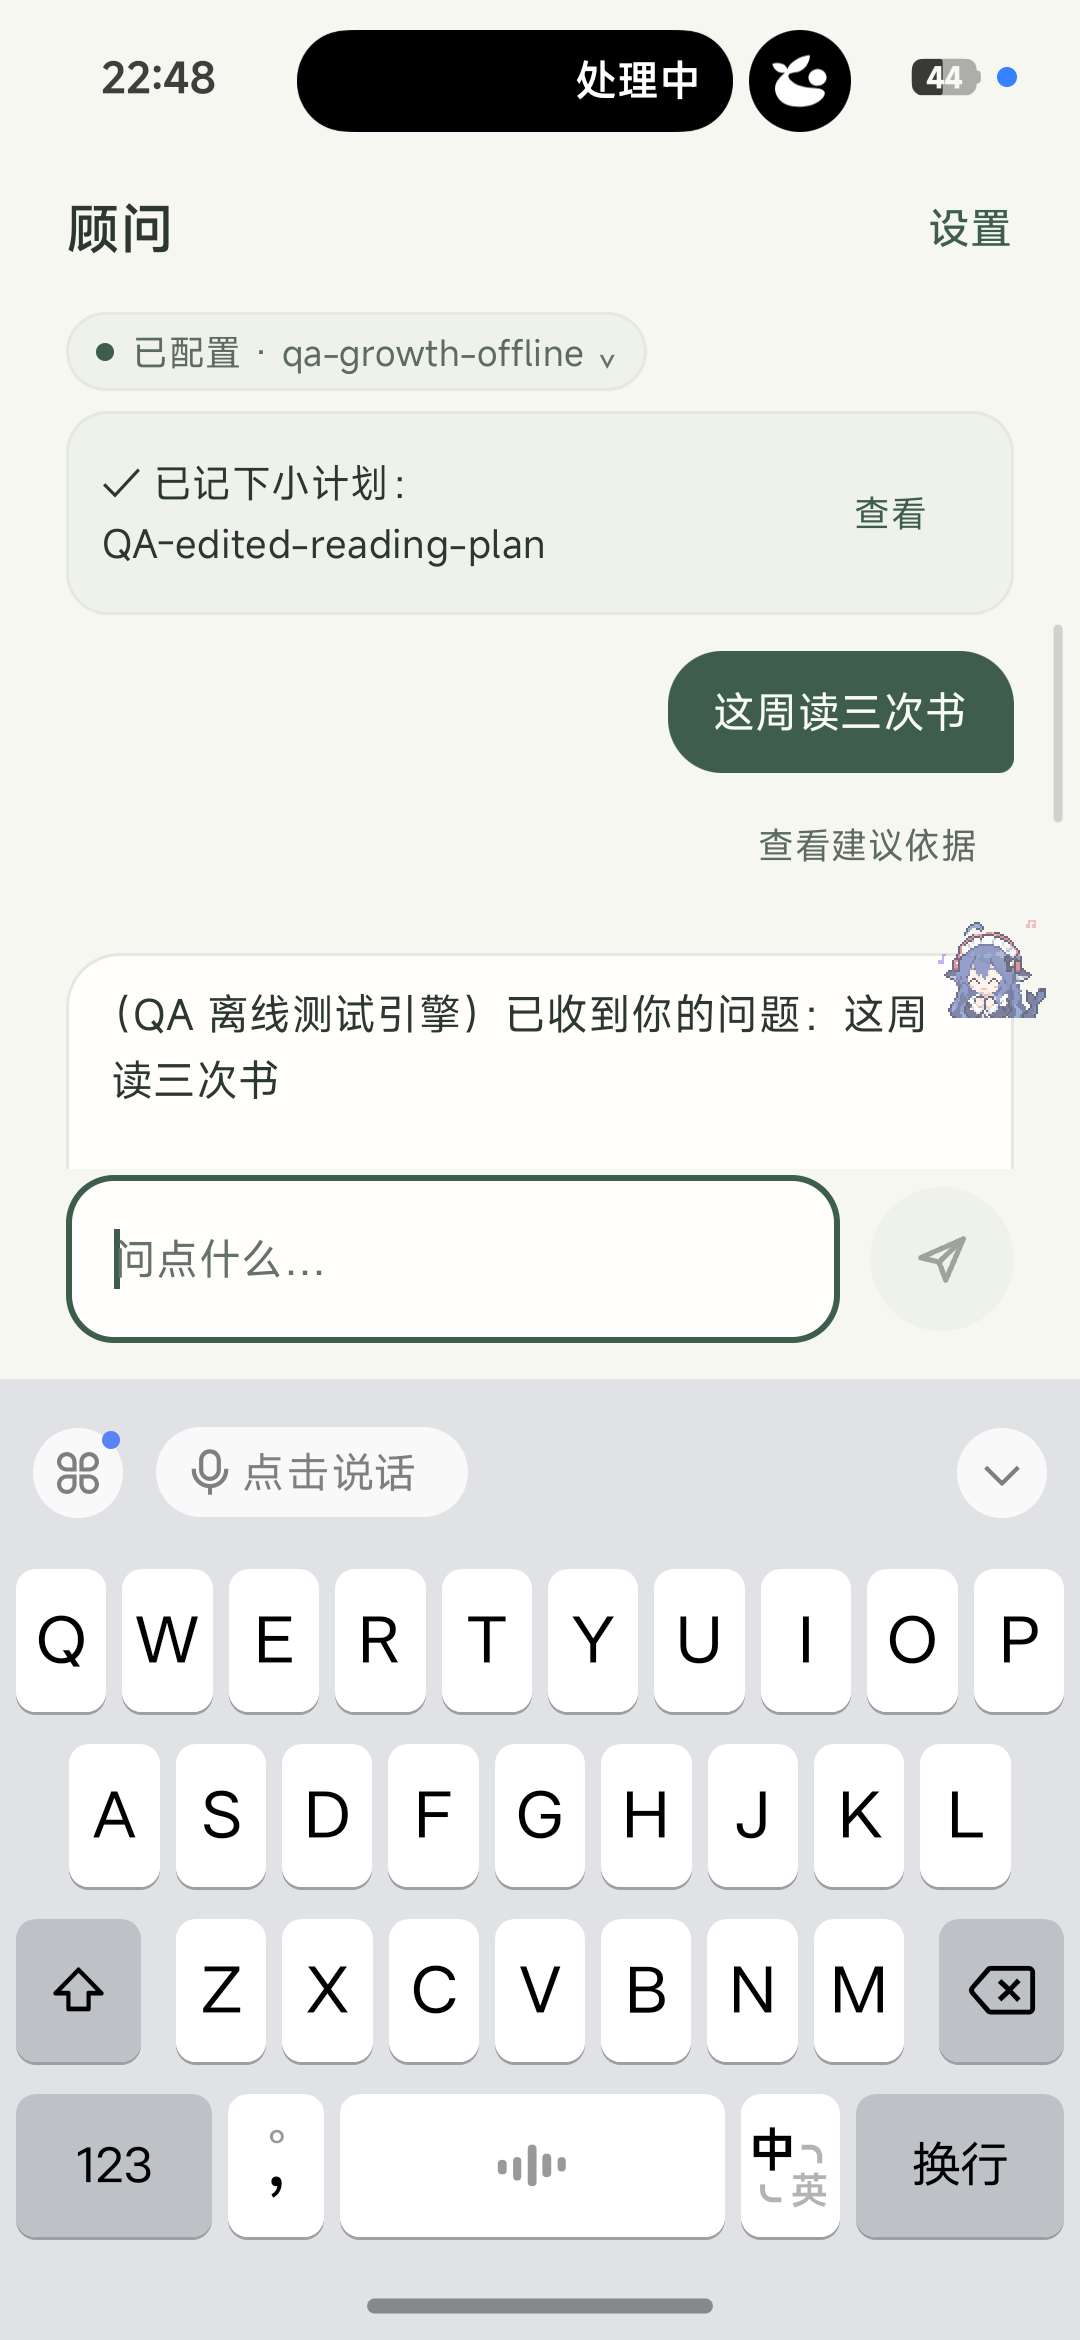 22:48
处理中
44
顾问
设置
已配置 · qa-growth-offline
✓ 已记下小计划：
QA-edited-reading-plan
查看
这周读三次书
查看建议依据
（QA 离线测试引擎）已收到你的问题：这周
读三次书
问点什么...
点击说话
Q W E R T Y U I O P
A S D F G H J K L
Z X C V B N M
123
。
，
中
英
换行